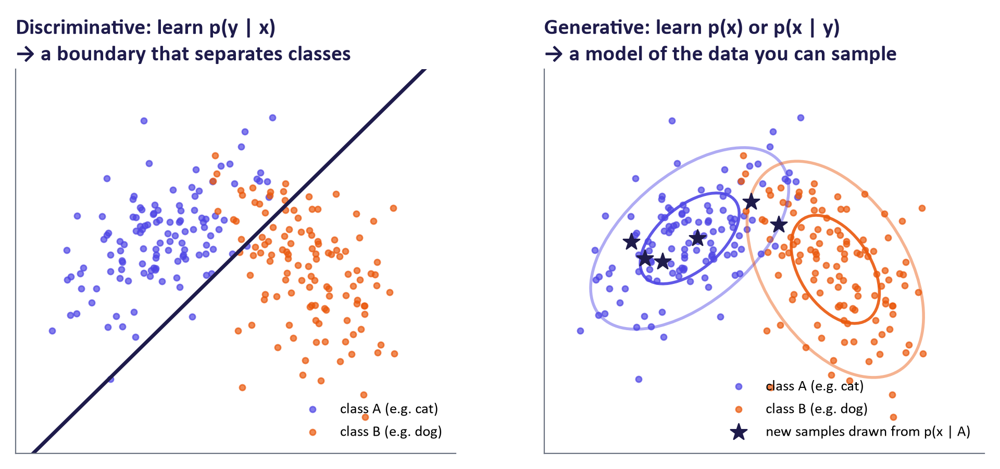 Discriminative: learn p(y | x)
→ a boundary that separates classes
class A (e.g. cat)
class B (e.g. dog)
Generative: learn p(x) or p(x | y)
→ a model of the data you can sample
class A (e.g. cat)
class B (e.g. dog)
new samples drawn from p(x | A)